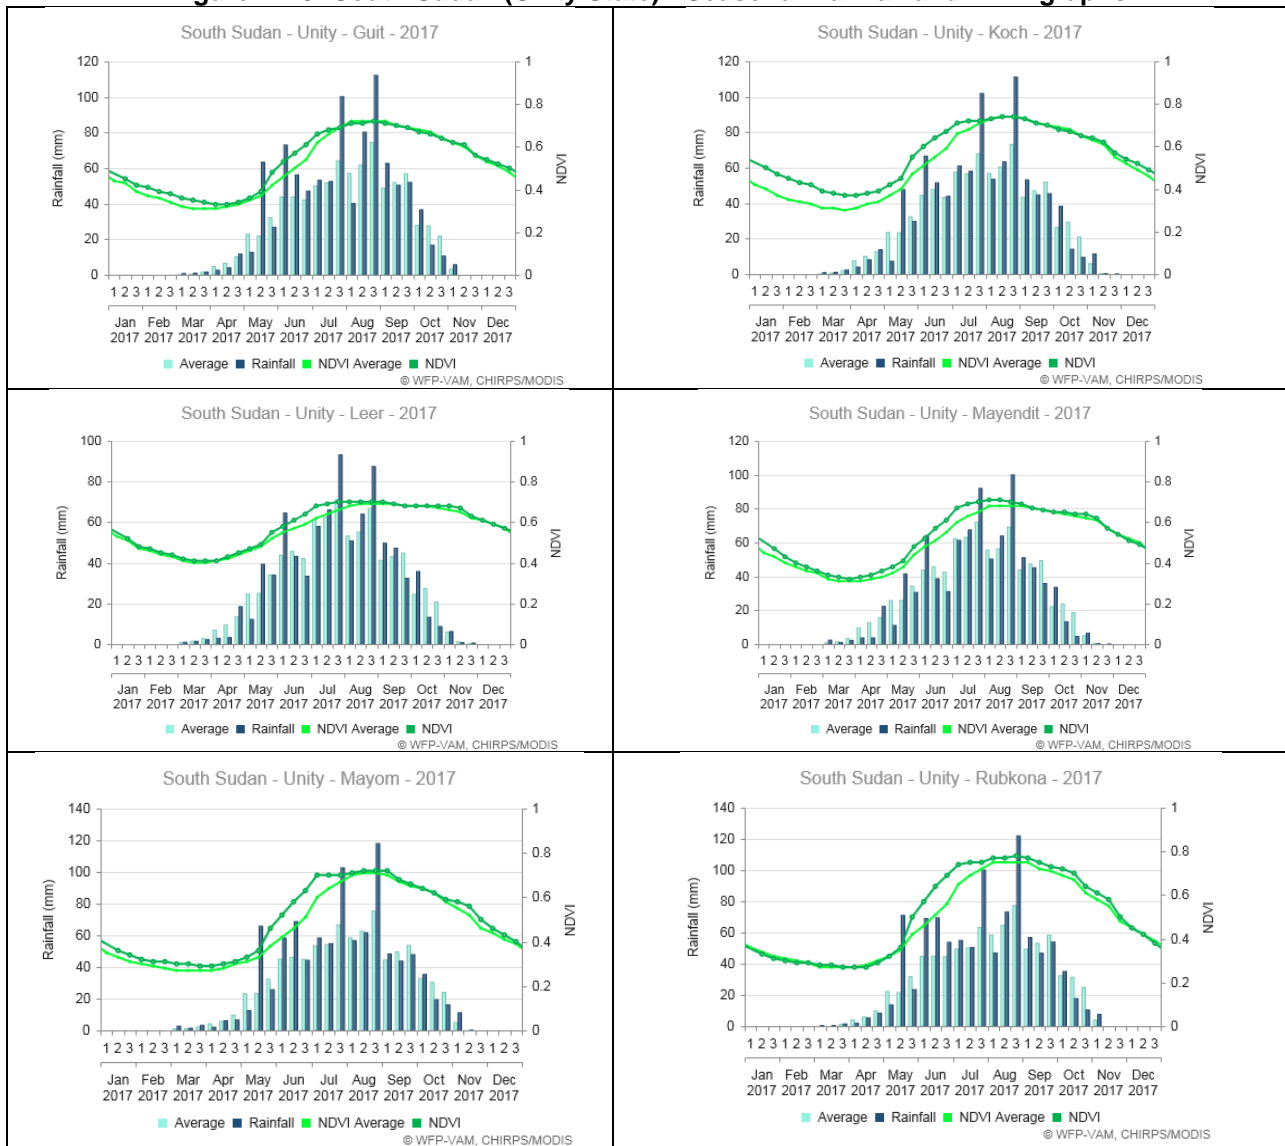 South Sudan (Unity State) Seasonal
South Sudan - Unity - Guit - 2017
Rainfall (mm)
120
100
80
60
40
20
0
1
0.8
0.6
0.4
0.2
0
NDVI
1 2 3 1 2 3 1 2 3 1 2 3 1 2 3 1 2 3 1 2 3 1 2 3 1 2 3 1 2 3 1 2 3 1 2 3
Jan Feb Mar Apr May Jun Jul Aug Sep Oct Nov Dec
2017 2017 2017 2017 2017 2017 2017 2017 2017 2017 2017 2017
Average Rainfall NDVI Average NDVI
© WFP-VAM, CHIRPS/MODIS
South Sudan - Unity - Koch - 2017
Rainfall (mm)
120
100
80
60
40
20
0
1
0.8
0.6
0.4
0.2
0
NDVI
1 2 3 1 2 3 1 2 3 1 2 3 1 2 3 1 2 3 1 2 3 1 2 3 1 2 3 1 2 3 1 2 3 1 2 3
Jan Feb Mar Apr May Jun Jul Aug Sep Oct Nov Dec
2017 2017 2017 2017 2017 2017 2017 2017 2017 2017 2017 2017
Average Rainfall NDVI Average NDVI
© WFP-VAM, CHIRPS/MODIS
South Sudan - Unity - Leer - 2017
Rainfall (mm)
100
80
60
40
20
0
1
0.8
0.6
0.4
0.2
0
NDVI
1 2 3 1 2 3 1 2 3 1 2 3 1 2 3 1 2 3 1 2 3 1 2 3 1 2 3 1 2 3 1 2 3 1 2 3
Jan Feb Mar Apr May Jun Jul Aug Sep Oct Nov Dec
2017 2017 2017 2017 2017 2017 2017 2017 2017 2017 2017 2017
Average Rainfall NDVI Average NDVI
© WFP-VAM, CHIRPS/MODIS
South Sudan - Unity - Mayendit - 2017
Rainfall (mm)
120
100
80
60
40
20
0
1
0.8
0.6
0.4
0.2
0
NDVI
1 2 3 1 2 3 1 2 3 1 2 3 1 2 3 1 2 3 1 2 3 1 2 3 1 2 3 1 2 3 1 2 3 1 2 3
Jan Feb Mar Apr May Jun Jul Aug Sep Oct Nov Dec
2017 2017 2017 2017 2017 2017 2017 2017 2017 2017 2017 2017
Average Rainfall NDVI Average NDVI
© WFP-VAM, CHIRPS/MODIS
South Sudan - Unity - Mayom - 2017
Rainfall (mm)
140
120
100
80
60
40
20
0
1
0.8
0.6
0.4
0.2
0
NDVI
1 2 3 1 2 3 1 2 3 1 2 3 1 2 3 1 2 3 1 2 3 1 2 3 1 2 3 1 2 3 1 2 3 1 2 3
Jan Feb Mar Apr May Jun Jul Aug Sep Oct Nov Dec
2017 2017 2017 2017 2017 2017 2017 2017 2017 2017 2017 2017
Average Rainfall NDVI Average NDVI
© WFP-VAM, CHIRPS/MODIS
South Sudan - Unity - Rubkona - 2017
Rainfall (mm)
140
120
100
80
60
40
20
0
1
0.8
0.6
0.4
0.2
0
NDVI
1 2 3 1 2 3 1 2 3 1 2 3 1 2 3 1 2 3 1 2 3 1 2 3 1 2 3 1 2 3 1 2 3 1 2 3
Jan Feb Mar Apr May Jun Jul Aug Sep Oct Nov Dec
2017 2017 2017 2017 2017 2017 2017 2017 2017 2017 2017 2017
Average Rainfall NDVI Average NDVI
© WFP-VAM, CHIRPS/MODIS